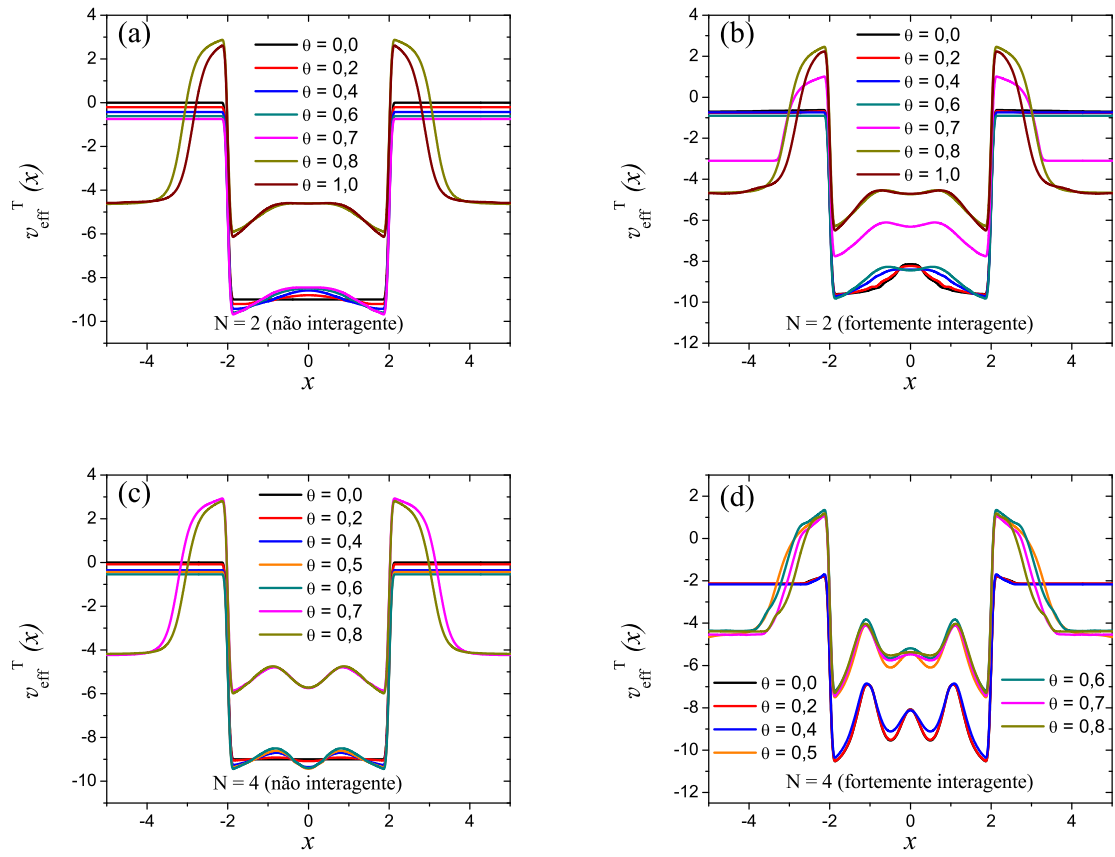 (a)
θ = 0,0
θ = 0,2
θ = 0,4
θ = 0,6
θ = 0,7
θ = 0,8
θ = 1,0
N = 2 (não interagente)
4
2
0
-2
-4
-6
-8
-10
-4 -2 0 2 4
x
v_eff^T (x)
(b)
θ = 0,0
θ = 0,2
θ = 0,4
θ = 0,6
θ = 0,7
θ = 0,8
θ = 1,0
N = 2 (fortemente interagente)
4
2
0
-2
-4
-6
-8
-10
-12
-4 -2 0 2 4
x
v_eff^T (x)
(c)
θ = 0,0
θ = 0,2
θ = 0,4
θ = 0,5
θ = 0,6
θ = 0,7
θ = 0,8
N = 4 (não interagente)
4
2
0
-2
-4
-6
-8
-10
-4 -2 0 2 4
x
v_eff^T (x)
(d)
θ = 0,0
θ = 0,2
θ = 0,4
θ = 0,5
θ = 0,6
θ = 0,7
θ = 0,8
N = 4 (fortemente interagente)
2
0
-2
-4
-6
-8
-10
-12
-4 -2 0 2 4
x
v_eff^T (x)